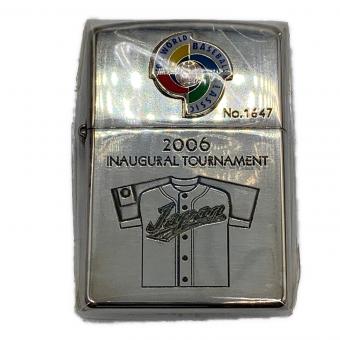 WORLD BASEBALL CLASSIC
No.1647
2006
INAUGURAL TOURNAMENT
Japan